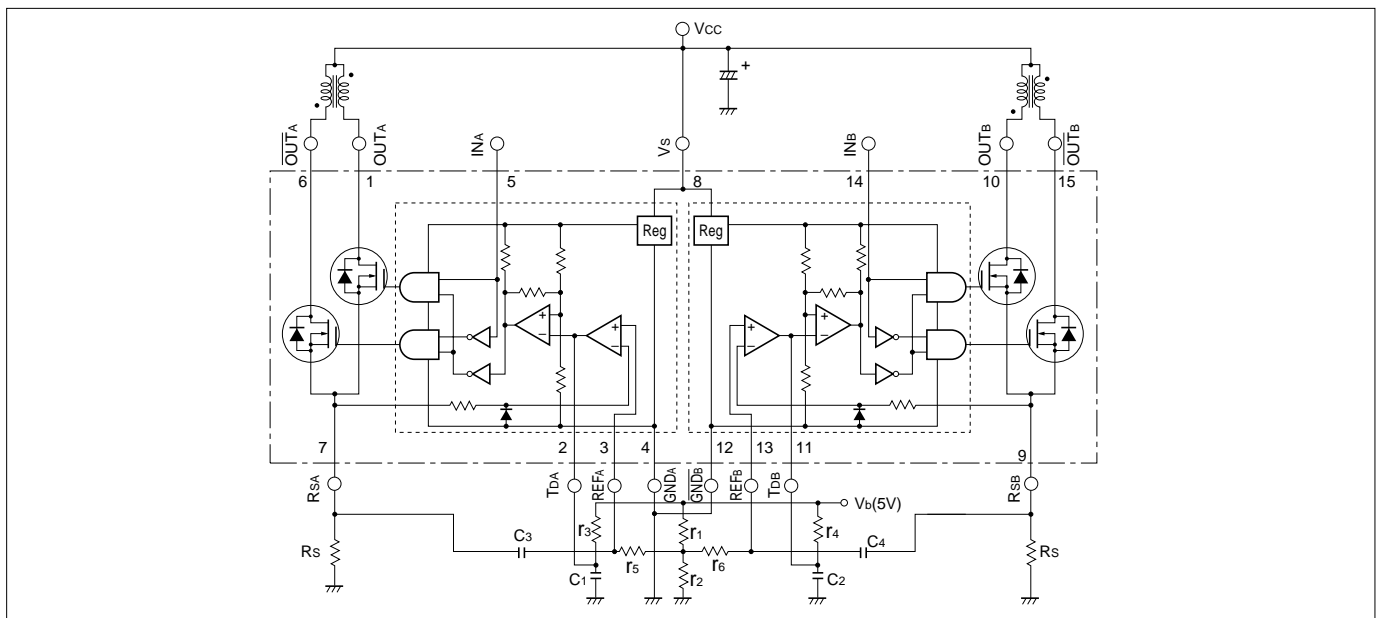 Vcc
+
OUTA
OUTA
INA
Vs
INB
OUTB
OUTB
6
1
5
8
14
10
15
Reg
Reg
+
−
+
−
+
−
+
−
7
2
3
4
12
13
11
9
RSA
TDA
REFA
GNDA
GNDB
REFB
TDB
RSB
Vb(5V)
r3
r1
r4
C3
C4
Rs
r5
r6
Rs
C1
r2
C2